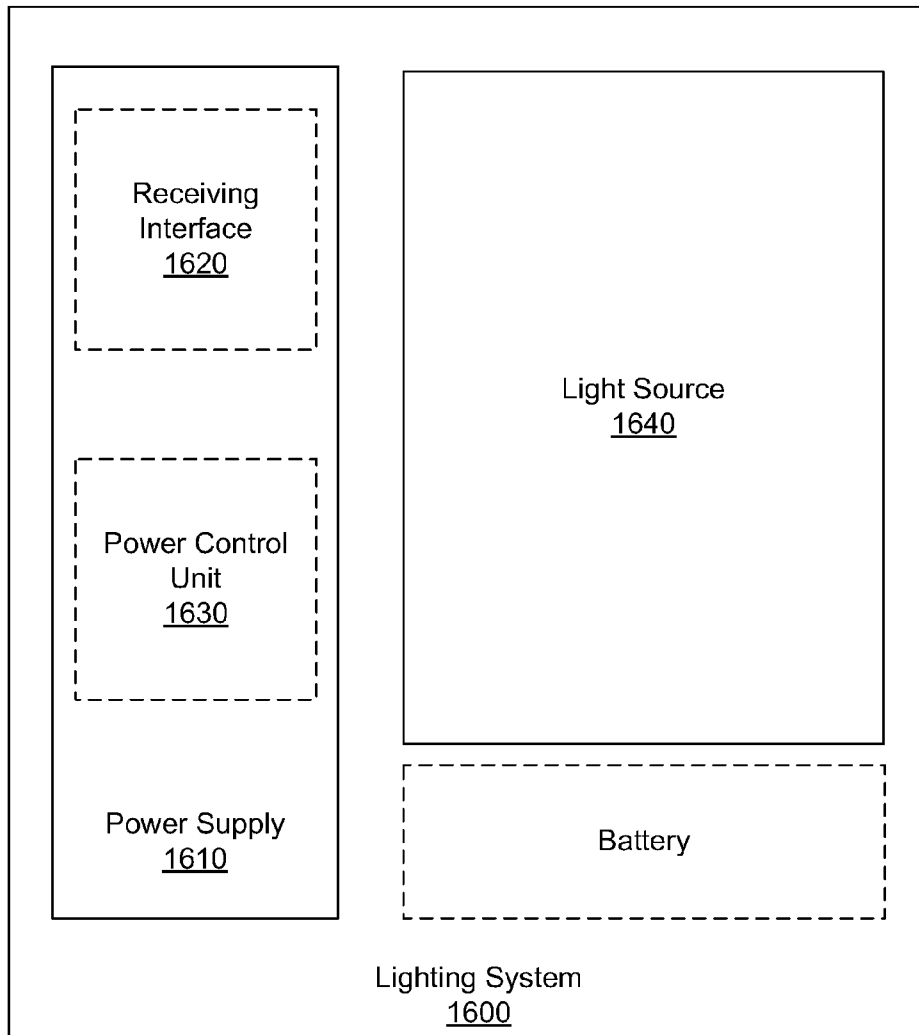 Receiving
Interface
1620
Power Control
Unit
1630
Power Supply
1610
Light Source
1640
Battery
Lighting System
1600